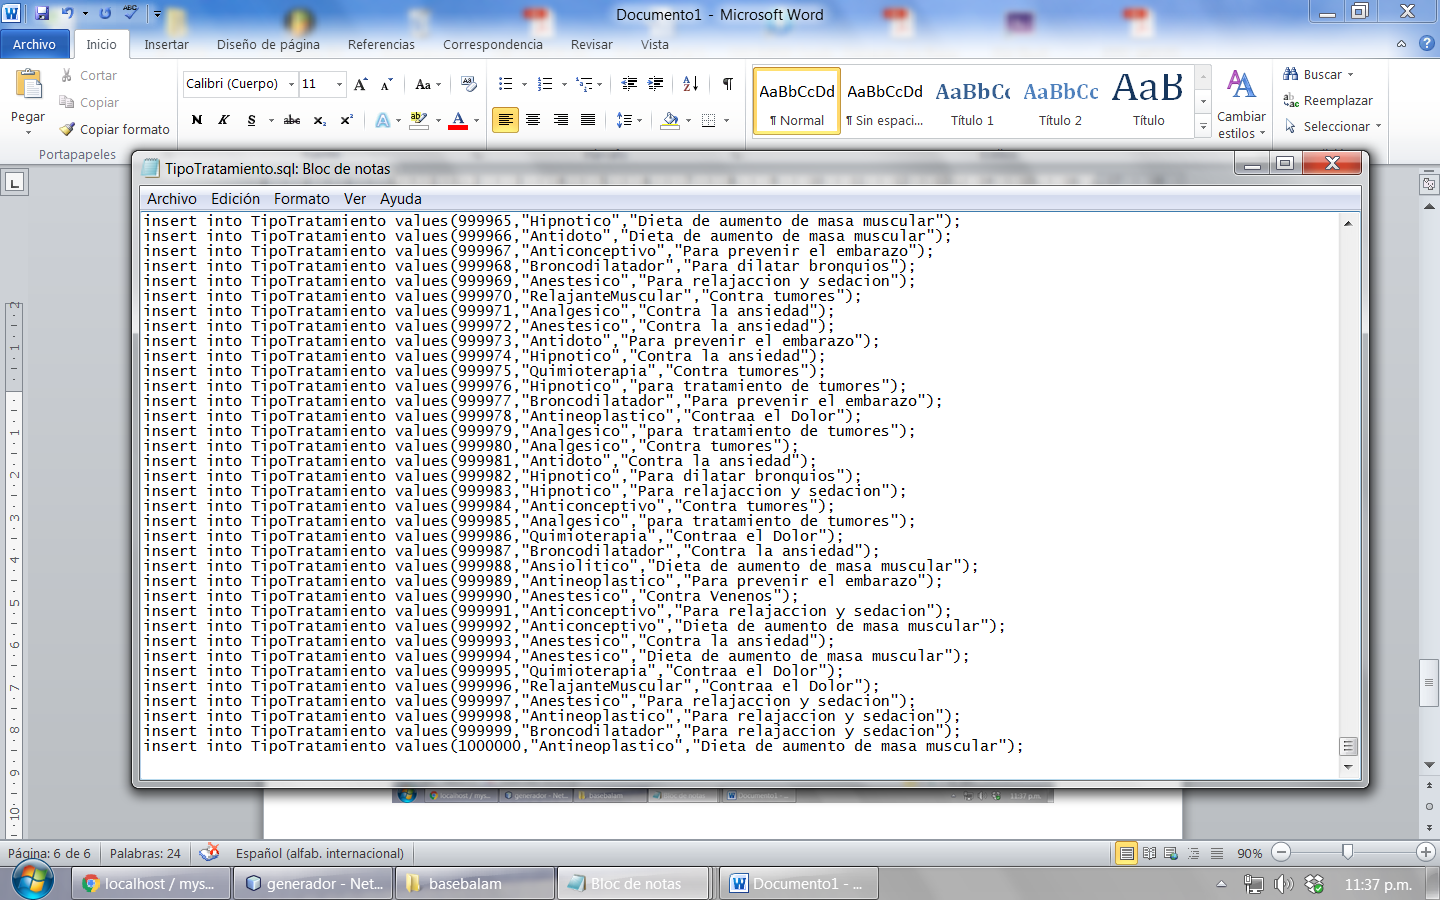 Documento1 - Microsoft Word
Archivo Inicio Insertar Diseño de página Referencias Correspondencia Revisar Vista
Pegar
Cortar
Copiar
Copiar formato
Portapapeles
Calibri (Cuerpo) 11
N K S abc x₂ x²
AaBbCcDd AaBbCcDd AaBbCc AaBbCc AaB
¶ Normal ¶ Sin espaci... Título 1 Título 2 Título
Cambiar estilos
Buscar
Reemplazar
Seleccionar
TipoTratamiento.sql: Bloc de notas
Archivo Edición Formato Ver Ayuda
insert into TipoTratamiento values(999965,"Hipnotico","Dieta de aumento de masa muscular");
insert into TipoTratamiento values(999966,"Antidoto","Dieta de aumento de masa muscular");
insert into TipoTratamiento values(999967,"Anticonceptivo","Para prevenir el embarazo");
insert into TipoTratamiento values(999968,"Broncodilatador","Para dilatar bronquios");
insert into TipoTratamiento values(999969,"Anestesico","Para relajaccion y sedacion");
insert into TipoTratamiento values(999970,"RelajanteMuscular","Contra tumores");
insert into TipoTratamiento values(999971,"Analgesico","Contra la ansiedad");
insert into TipoTratamiento values(999972,"Anestesico","Contra la ansiedad");
insert into TipoTratamiento values(999973,"Antidoto","Para prevenir el embarazo");
insert into TipoTratamiento values(999974,"Hipnotico","Contra la ansiedad");
insert into TipoTratamiento values(999975,"Quimioterapia","Contra tumores");
insert into TipoTratamiento values(999976,"Hipnotico","para tratamiento de tumores");
insert into TipoTratamiento values(999977,"Broncodilatador","Para prevenir el embarazo");
insert into TipoTratamiento values(999978,"Antineoplastico","Contraa el Dolor");
insert into TipoTratamiento values(999979,"Analgesico","para tratamiento de tumores");
insert into TipoTratamiento values(999980,"Analgesico","Contra tumores");
insert into TipoTratamiento values(999981,"Antidoto","Contra la ansiedad");
insert into TipoTratamiento values(999982,"Hipnotico","Para dilatar bronquios");
insert into TipoTratamiento values(999983,"Hipnotico","Para relajaccion y sedacion");
insert into TipoTratamiento values(999984,"Anticonceptivo","Contra tumores");
insert into TipoTratamiento values(999985,"Analgesico","para tratamiento de tumores");
insert into TipoTratamiento values(999986,"Quimioterapia","Contraa el Dolor");
insert into TipoTratamiento values(999987,"Broncodilatador","Contra la ansiedad");
insert into TipoTratamiento values(999988,"Ansiolitico","Dieta de aumento de masa muscular");
insert into TipoTratamiento values(999989,"Antineoplastico","Para prevenir el embarazo");
insert into TipoTratamiento values(999990,"Anestesico","Contra Venenos");
insert into TipoTratamiento values(999991,"Anticonceptivo","Para relajaccion y sedacion");
insert into TipoTratamiento values(999992,"Anticonceptivo","Dieta de aumento de masa muscular");
insert into TipoTratamiento values(999993,"Anestesico","Contra la ansiedad");
insert into TipoTratamiento values(999994,"Anestesico","Dieta de aumento de masa muscular");
insert into TipoTratamiento values(999995,"Quimioterapia","Contraa el Dolor");
insert into TipoTratamiento values(999996,"RelajanteMuscular","Contraa el Dolor");
insert into TipoTratamiento values(999997,"Anestesico","Para relajaccion y sedacion");
insert into TipoTratamiento values(999998,"Antineoplastico","Para relajaccion y sedacion");
insert into TipoTratamiento values(999999,"Broncodilatador","Para relajaccion y sedacion");
insert into TipoTratamiento values(1000000,"Antineoplastico","Dieta de aumento de masa muscular");
Página: 6 de 6 Palabras: 24 Español (alfab. internacional) 90%
localhost / mys... generador - Net... basebalam Bloc de notas Documento1 - ... 11:37 p.m.